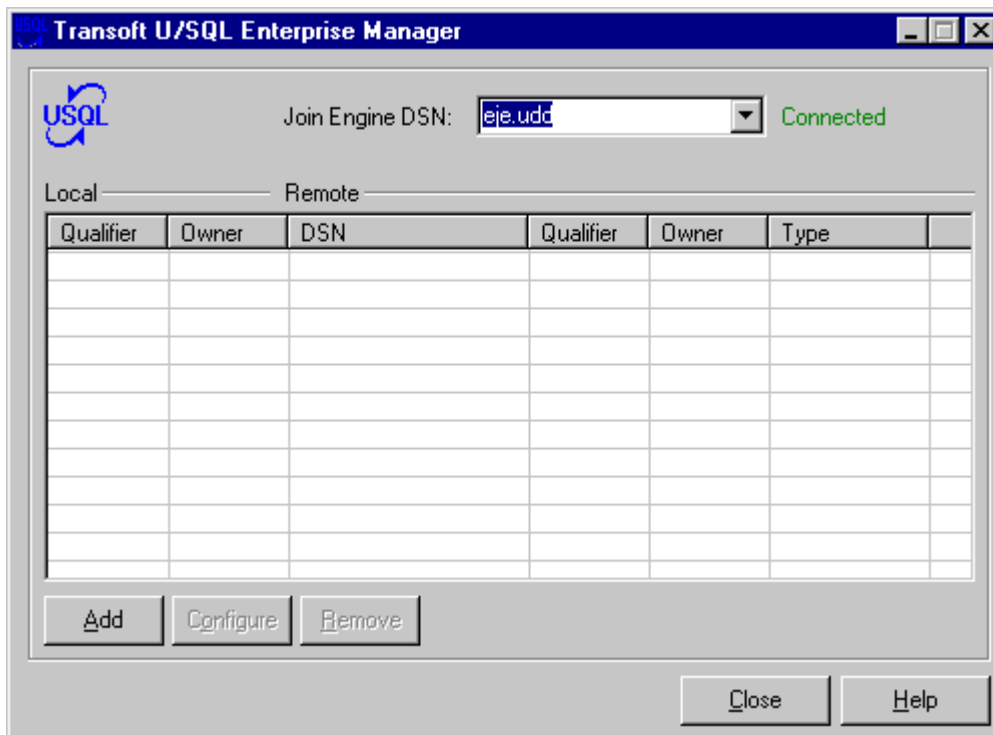 Transoft U/SQL Enterprise Manager
USQL
Join Engine DSN: eje.udd Connected
Local Remote
Qualifier Owner DSN Qualifier Owner Type
Add Configure Remove
Close Help